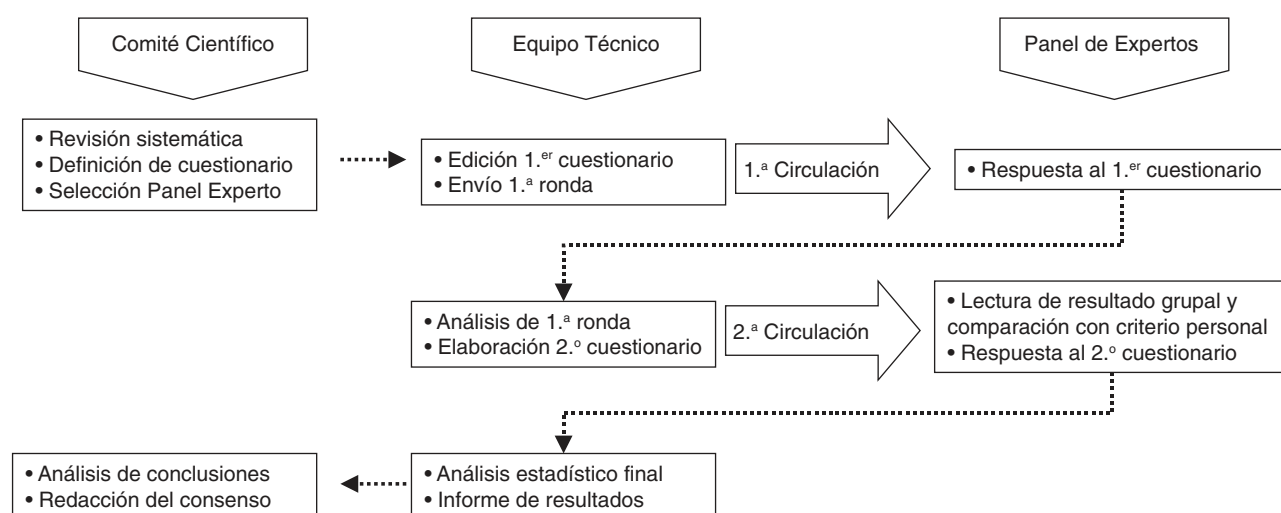 Comité Científico
Equipo Técnico
Panel de Expertos
• Revisión sistemática
• Definición de cuestionario
• Selección Panel Experto
• Edición 1.er cuestionario
• Envío 1.a ronda
1.a Circulación
• Respuesta al 1.er cuestionario
• Análisis de 1.a ronda
• Elaboración 2.o cuestionario
2.a Circulación
• Lectura de resultado grupal y
comparación con criterio personal
• Respuesta al 2.o cuestionario
• Análisis de conclusiones
• Redacción del consenso
• Análisis estadístico final
• Informe de resultados